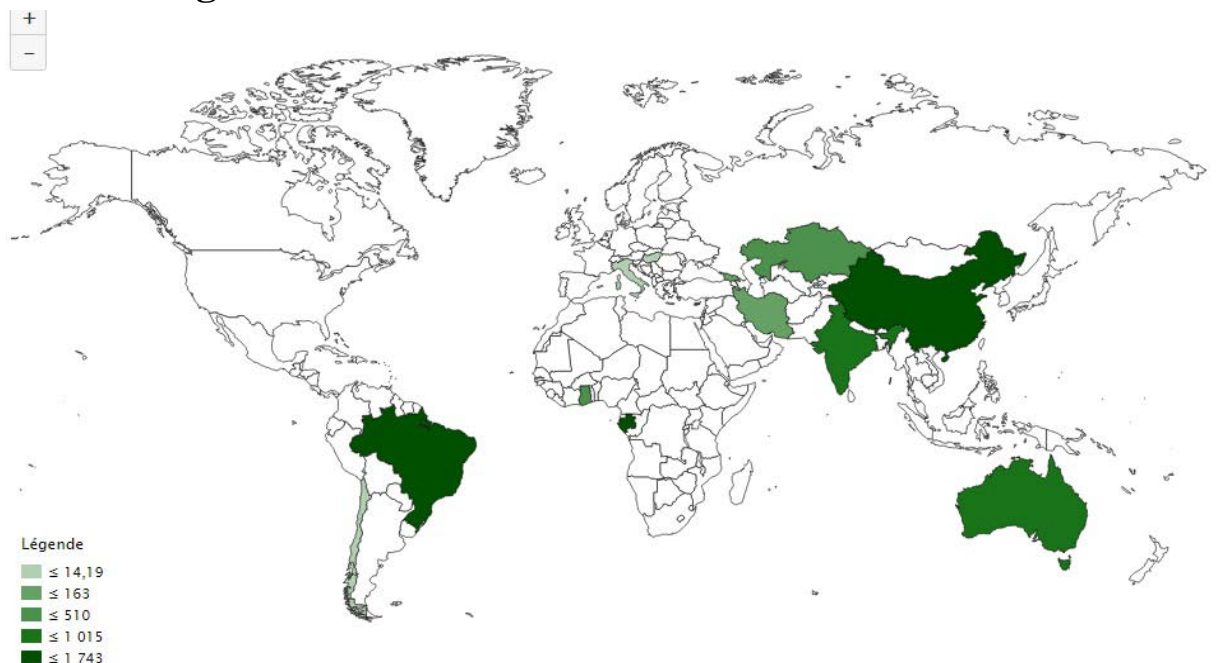 +
−
Légende
≤ 14,19
≤ 163
≤ 510
≤ 1 015
≤ 1 743